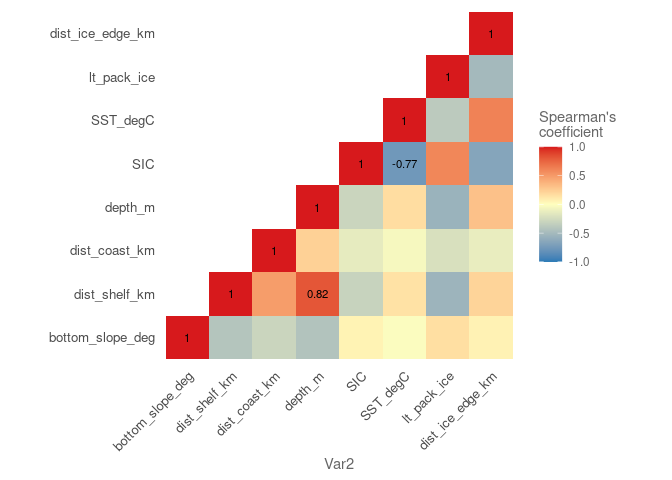 dist_ice_edge_km
1
lt_pack_ice
1
SST_degC
1
SIC
1
-0.77
depth_m
1
dist_coast_km
1
dist_shelf_km
1
0.82
bottom_slope_deg
1
bottom_slope_deg
dist_shelf_km
dist_coast_km
depth_m
SIC
SST_degC
lt_pack_ice
dist_ice_edge_km
Var2
Spearman's
coefficient
1.0
0.5
0.0
-0.5
-1.0